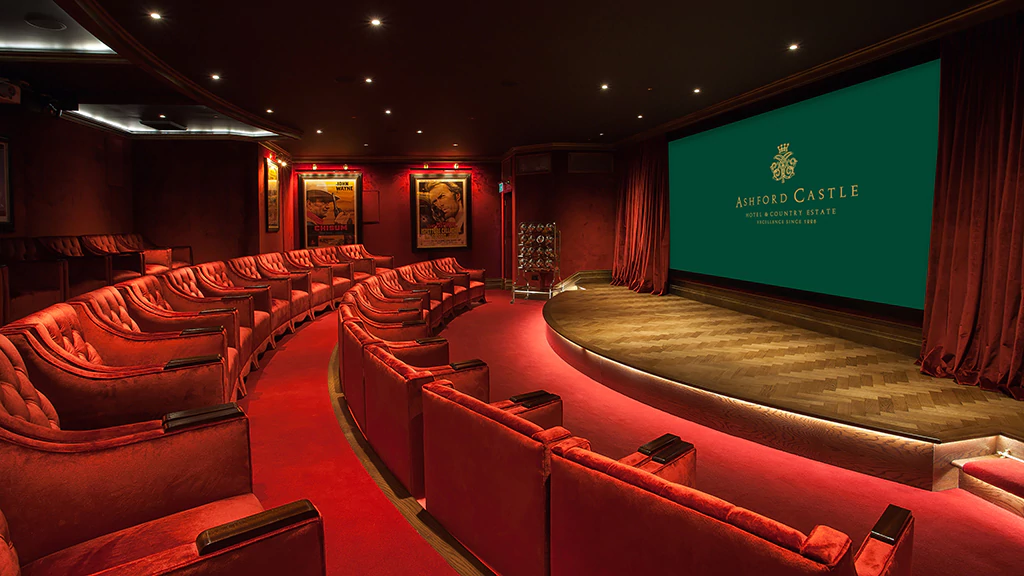 JOHN
WAYNE
CHISUM
ASHFORD CASTLE
HOTEL & COUNTRY ESTATE
EXCELLENCE SINCE 1228